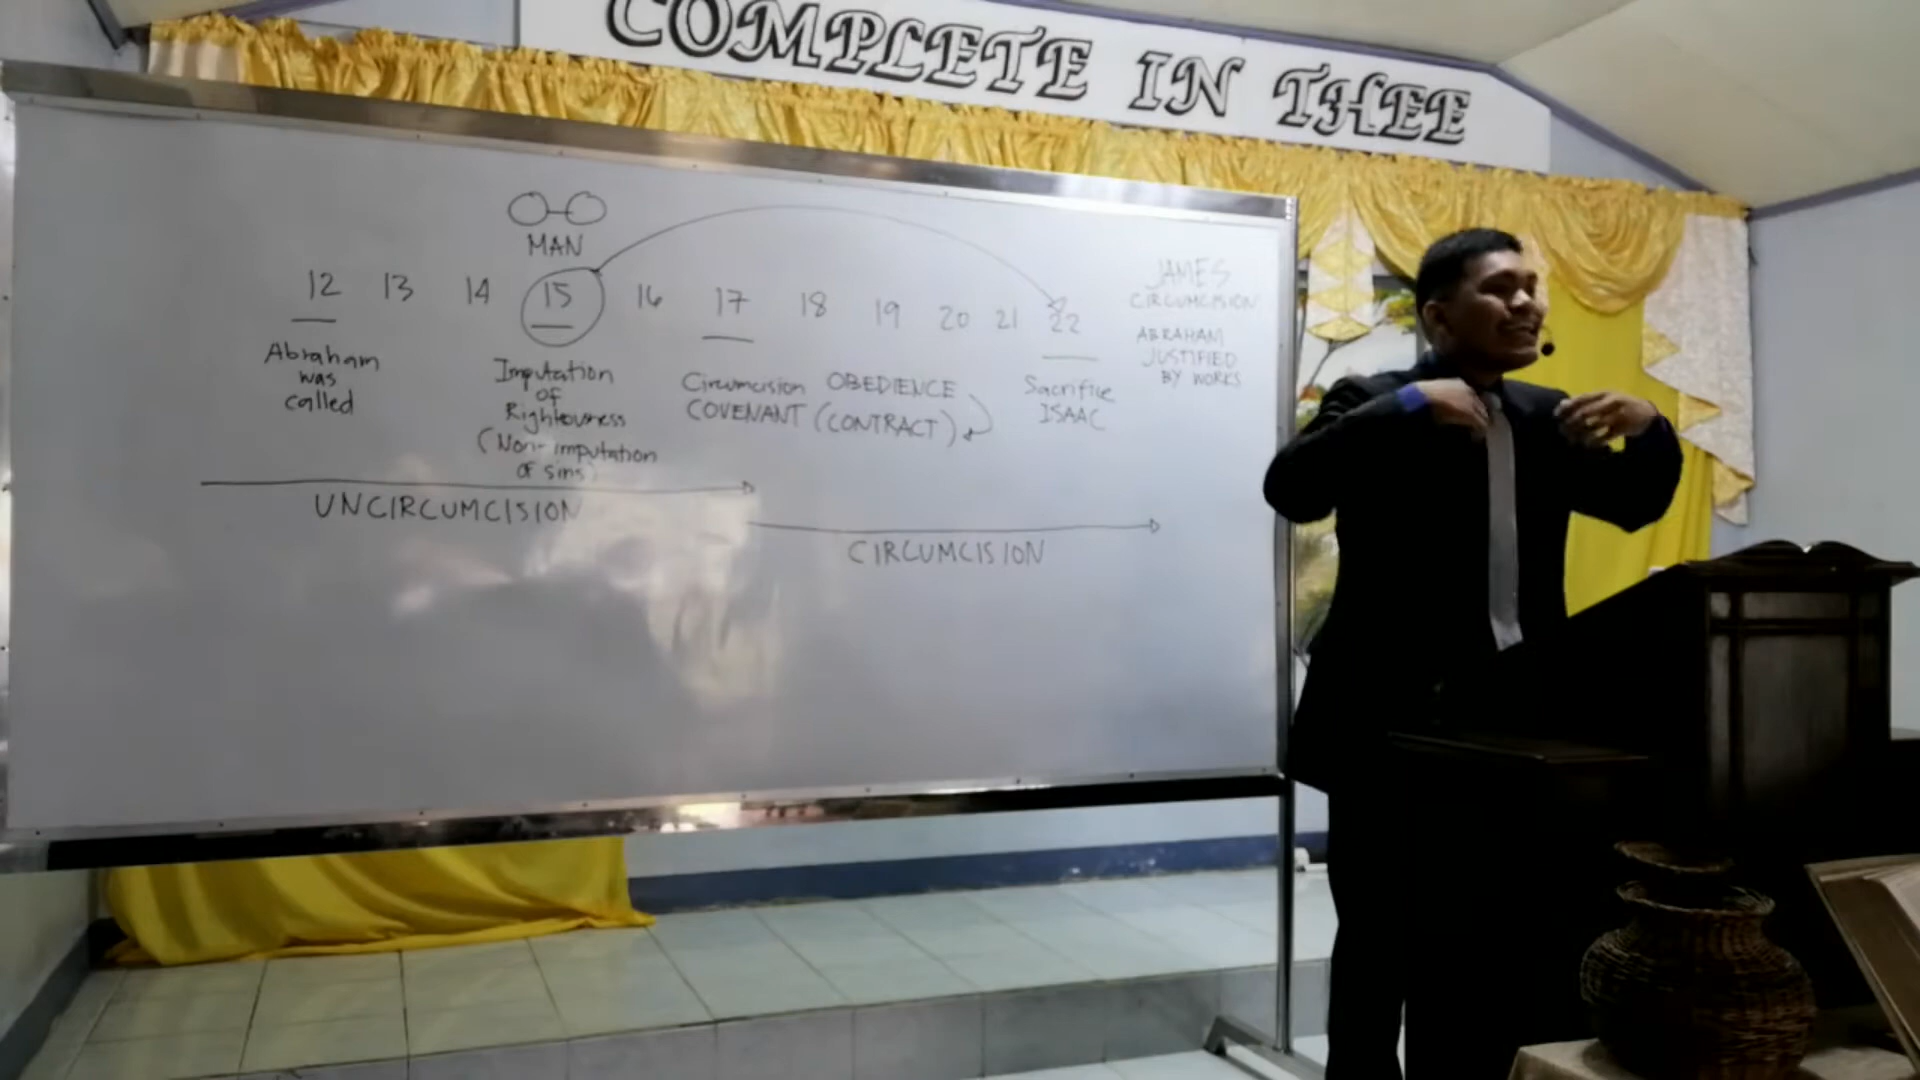 COMPLETE IN THEE
MAN
12 13 14 15 16 17 18 19 20 21 22
Abraham
was
called
Imputation
of
Righteousness
(Non-imputation
of sins)
Circumcision OBEDIENCE
COVENANT (CONTRACT)
Sacrifice
ISAAC
JAMES
CIRCUMCISION
ABRAHAM
JUSTIFIED
BY WORKS
UNCIRCUMCISION
CIRCUMCISION